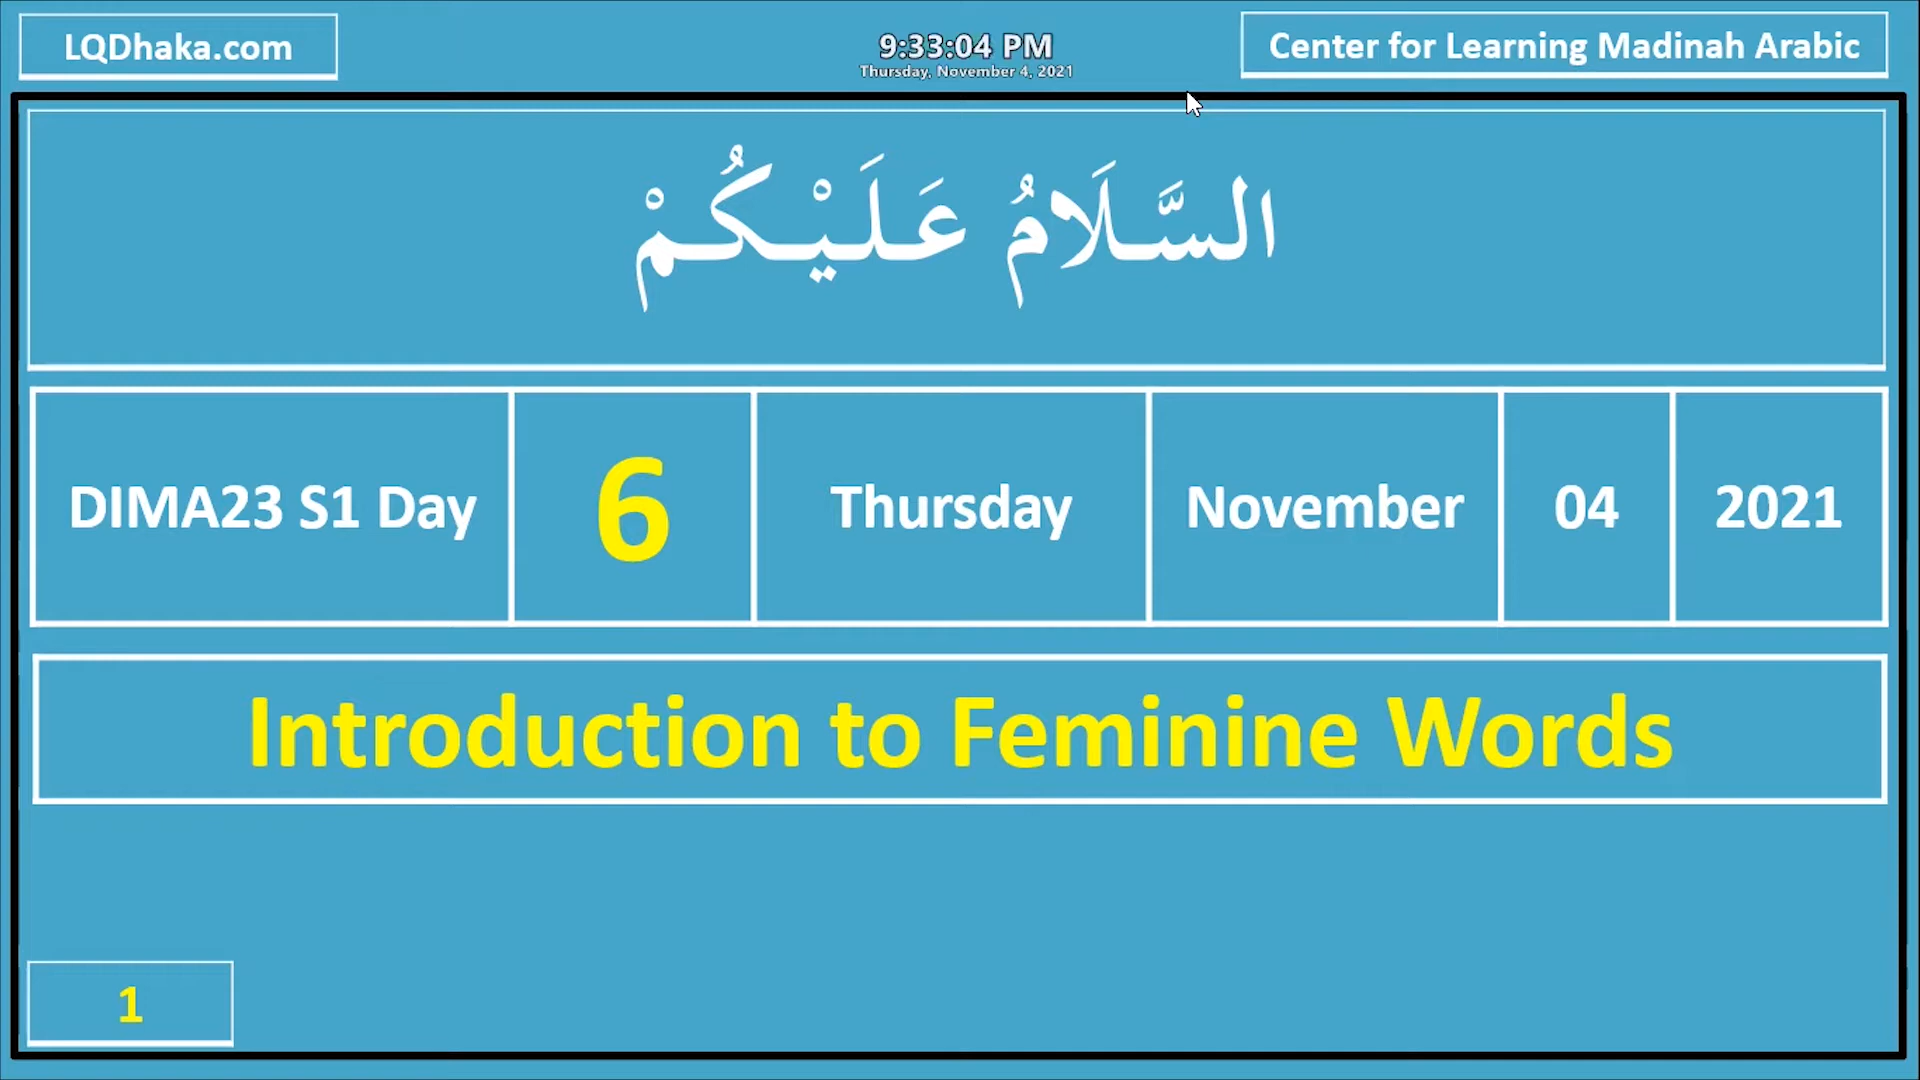 LQDhaka.com
9:33:04 PM
Thursday, November 4, 2021
Center for Learning Madinah Arabic
السَّلَامُ عَلَيْكُمْ
DIMA23 S1 Day 6 Thursday November 04 2021
Introduction to Feminine Words
1